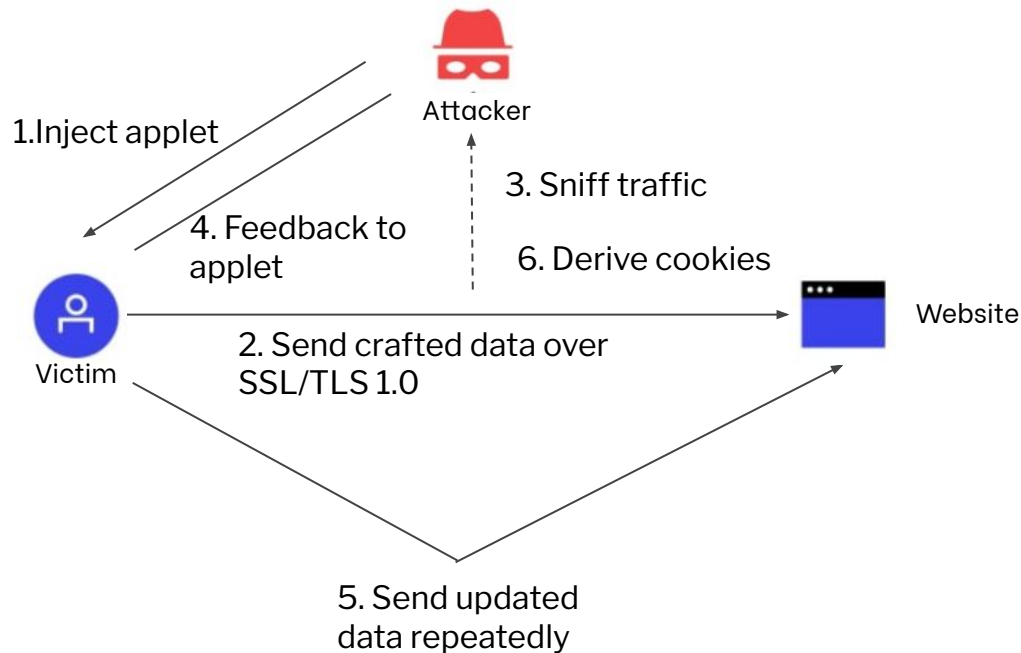 Attacker
1.Inject applet
3. Sniff traffic
4. Feedback to
applet
6. Derive cookies
Website
2. Send crafted data over
SSL/TLS 1.0
Victim
5. Send updated
data repeatedly